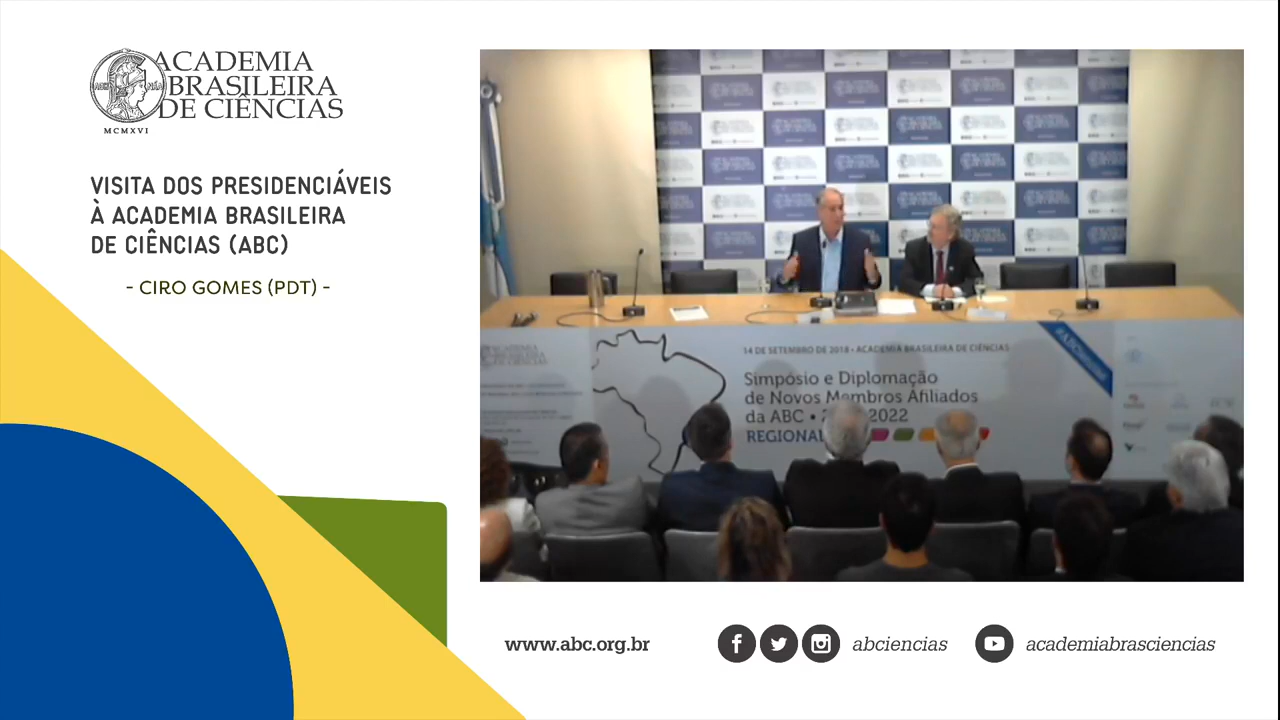 ACADEMIA
BRASILEIRA
DE CIÊNCIAS
MCMXVI
VISITA DOS PRESIDENCIÁVEIS
À ACADEMIA BRASILEIRA
DE CIÊNCIAS (ABC)
- CIRO GOMES (PDT) -
14 DE SETEMBRO DE 2018 • ACADEMIA BRASILEIRA DE CIÊNCIAS
Simpósio e Diplomação
de Novos Membros Afiliados
da ABC • 2022
REGIONAL
www.abc.org.br
abciencias
academiabrasciencias